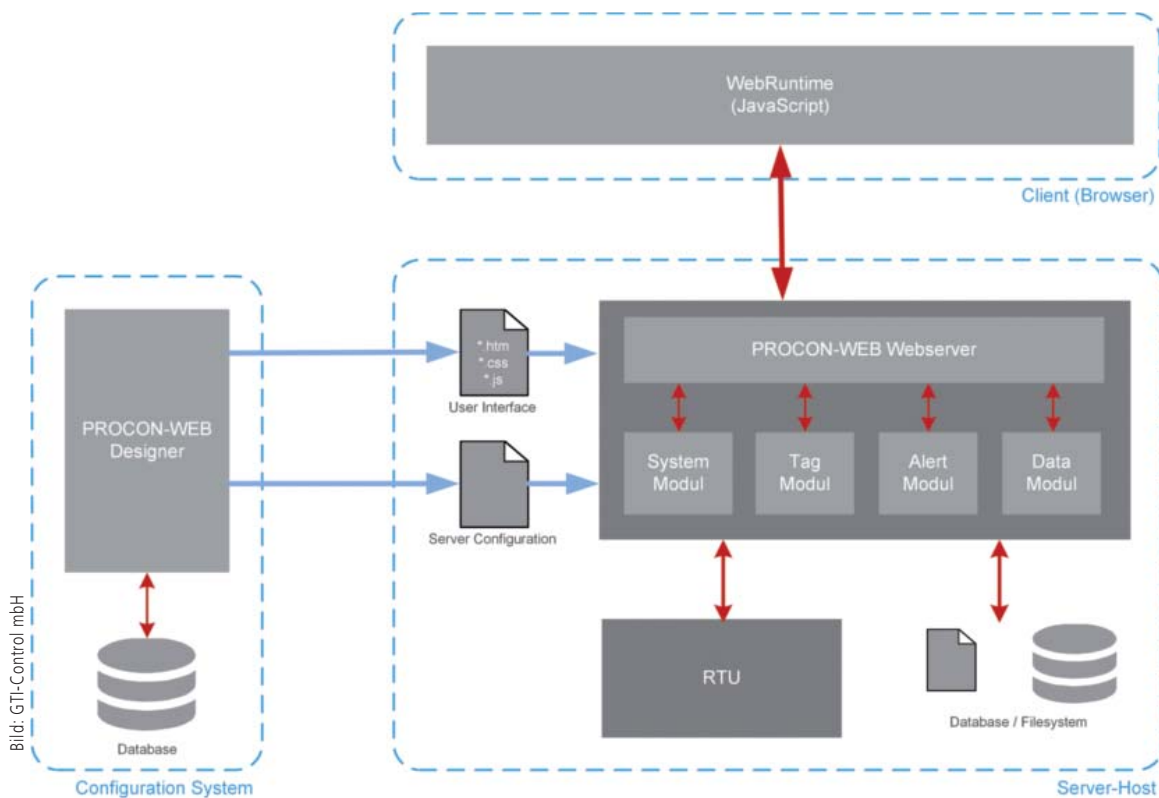 WebRuntime
(JavaScript)
Client (Browser)
*.htm
*.css
*.js
User Interface
PROCON-WEB Webserver
PROCON-WEB
Designer
System
Modul
Tag
Modul
Alert
Modul
Data
Modul
Server Configuration
RTU
Database / Filesystem
Database
Configuration System
Server-Host
Bild: GTI-Control mbH